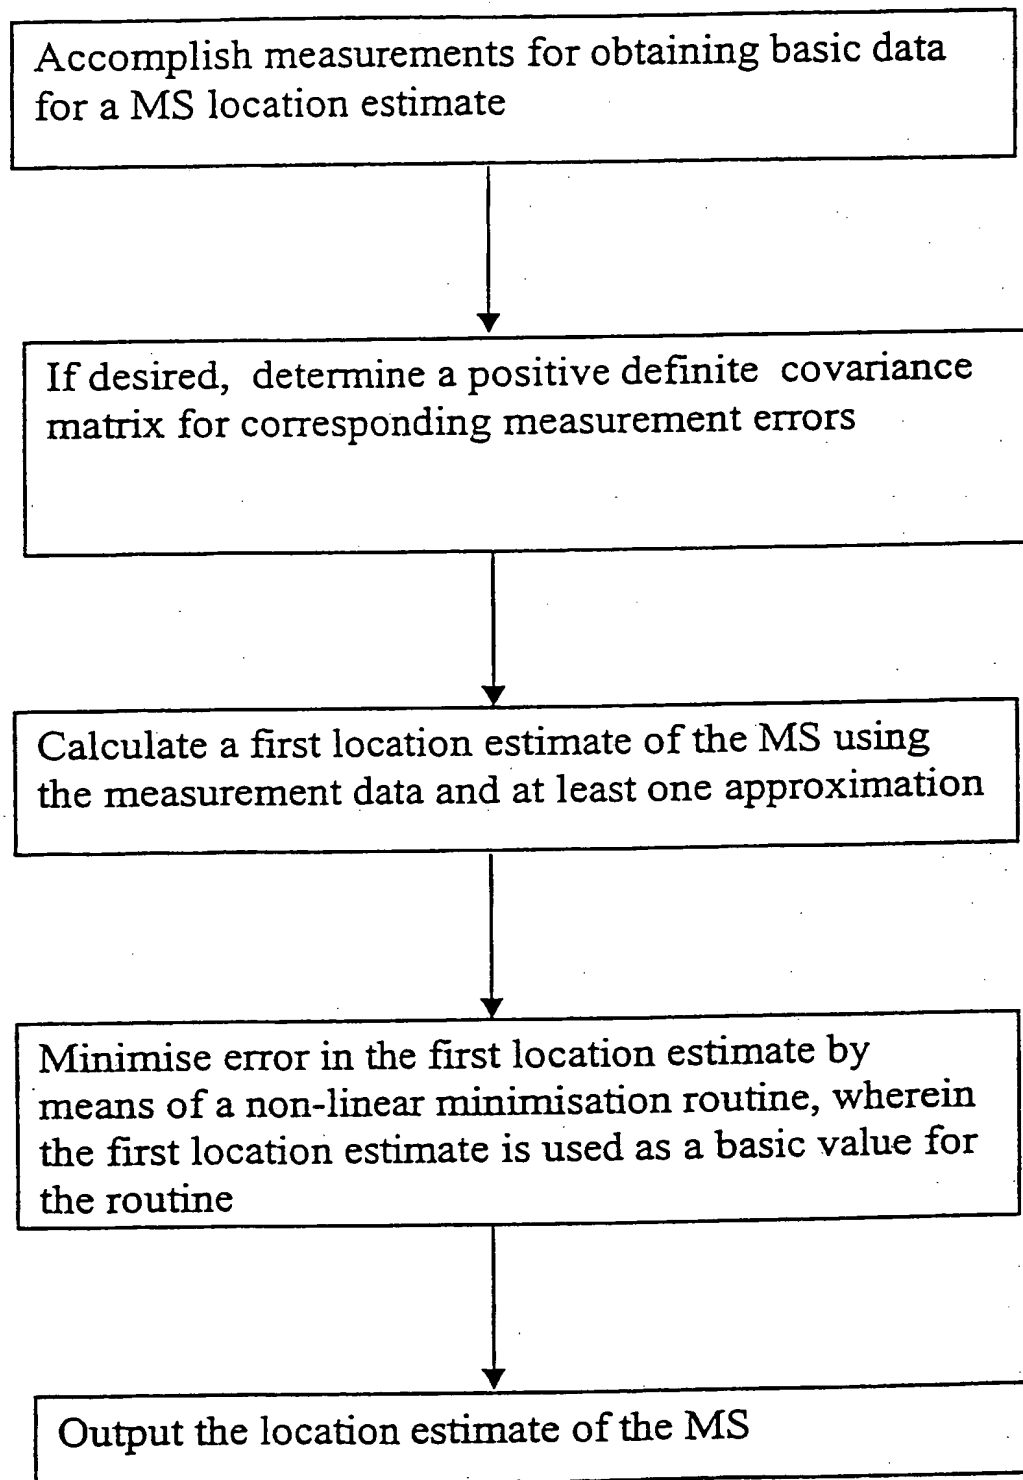 Accomplish measurements for obtaining basic data
for a MS location estimate
If desired, determine a positive definite covariance
matrix for corresponding measurement errors
Calculate a first location estimate of the MS using
the measurement data and at least one approximation
Minimise error in the first location estimate by
means of a non-linear minimisation routine, wherein
the first location estimate is used as a basic value for
the routine
Output the location estimate of the MS